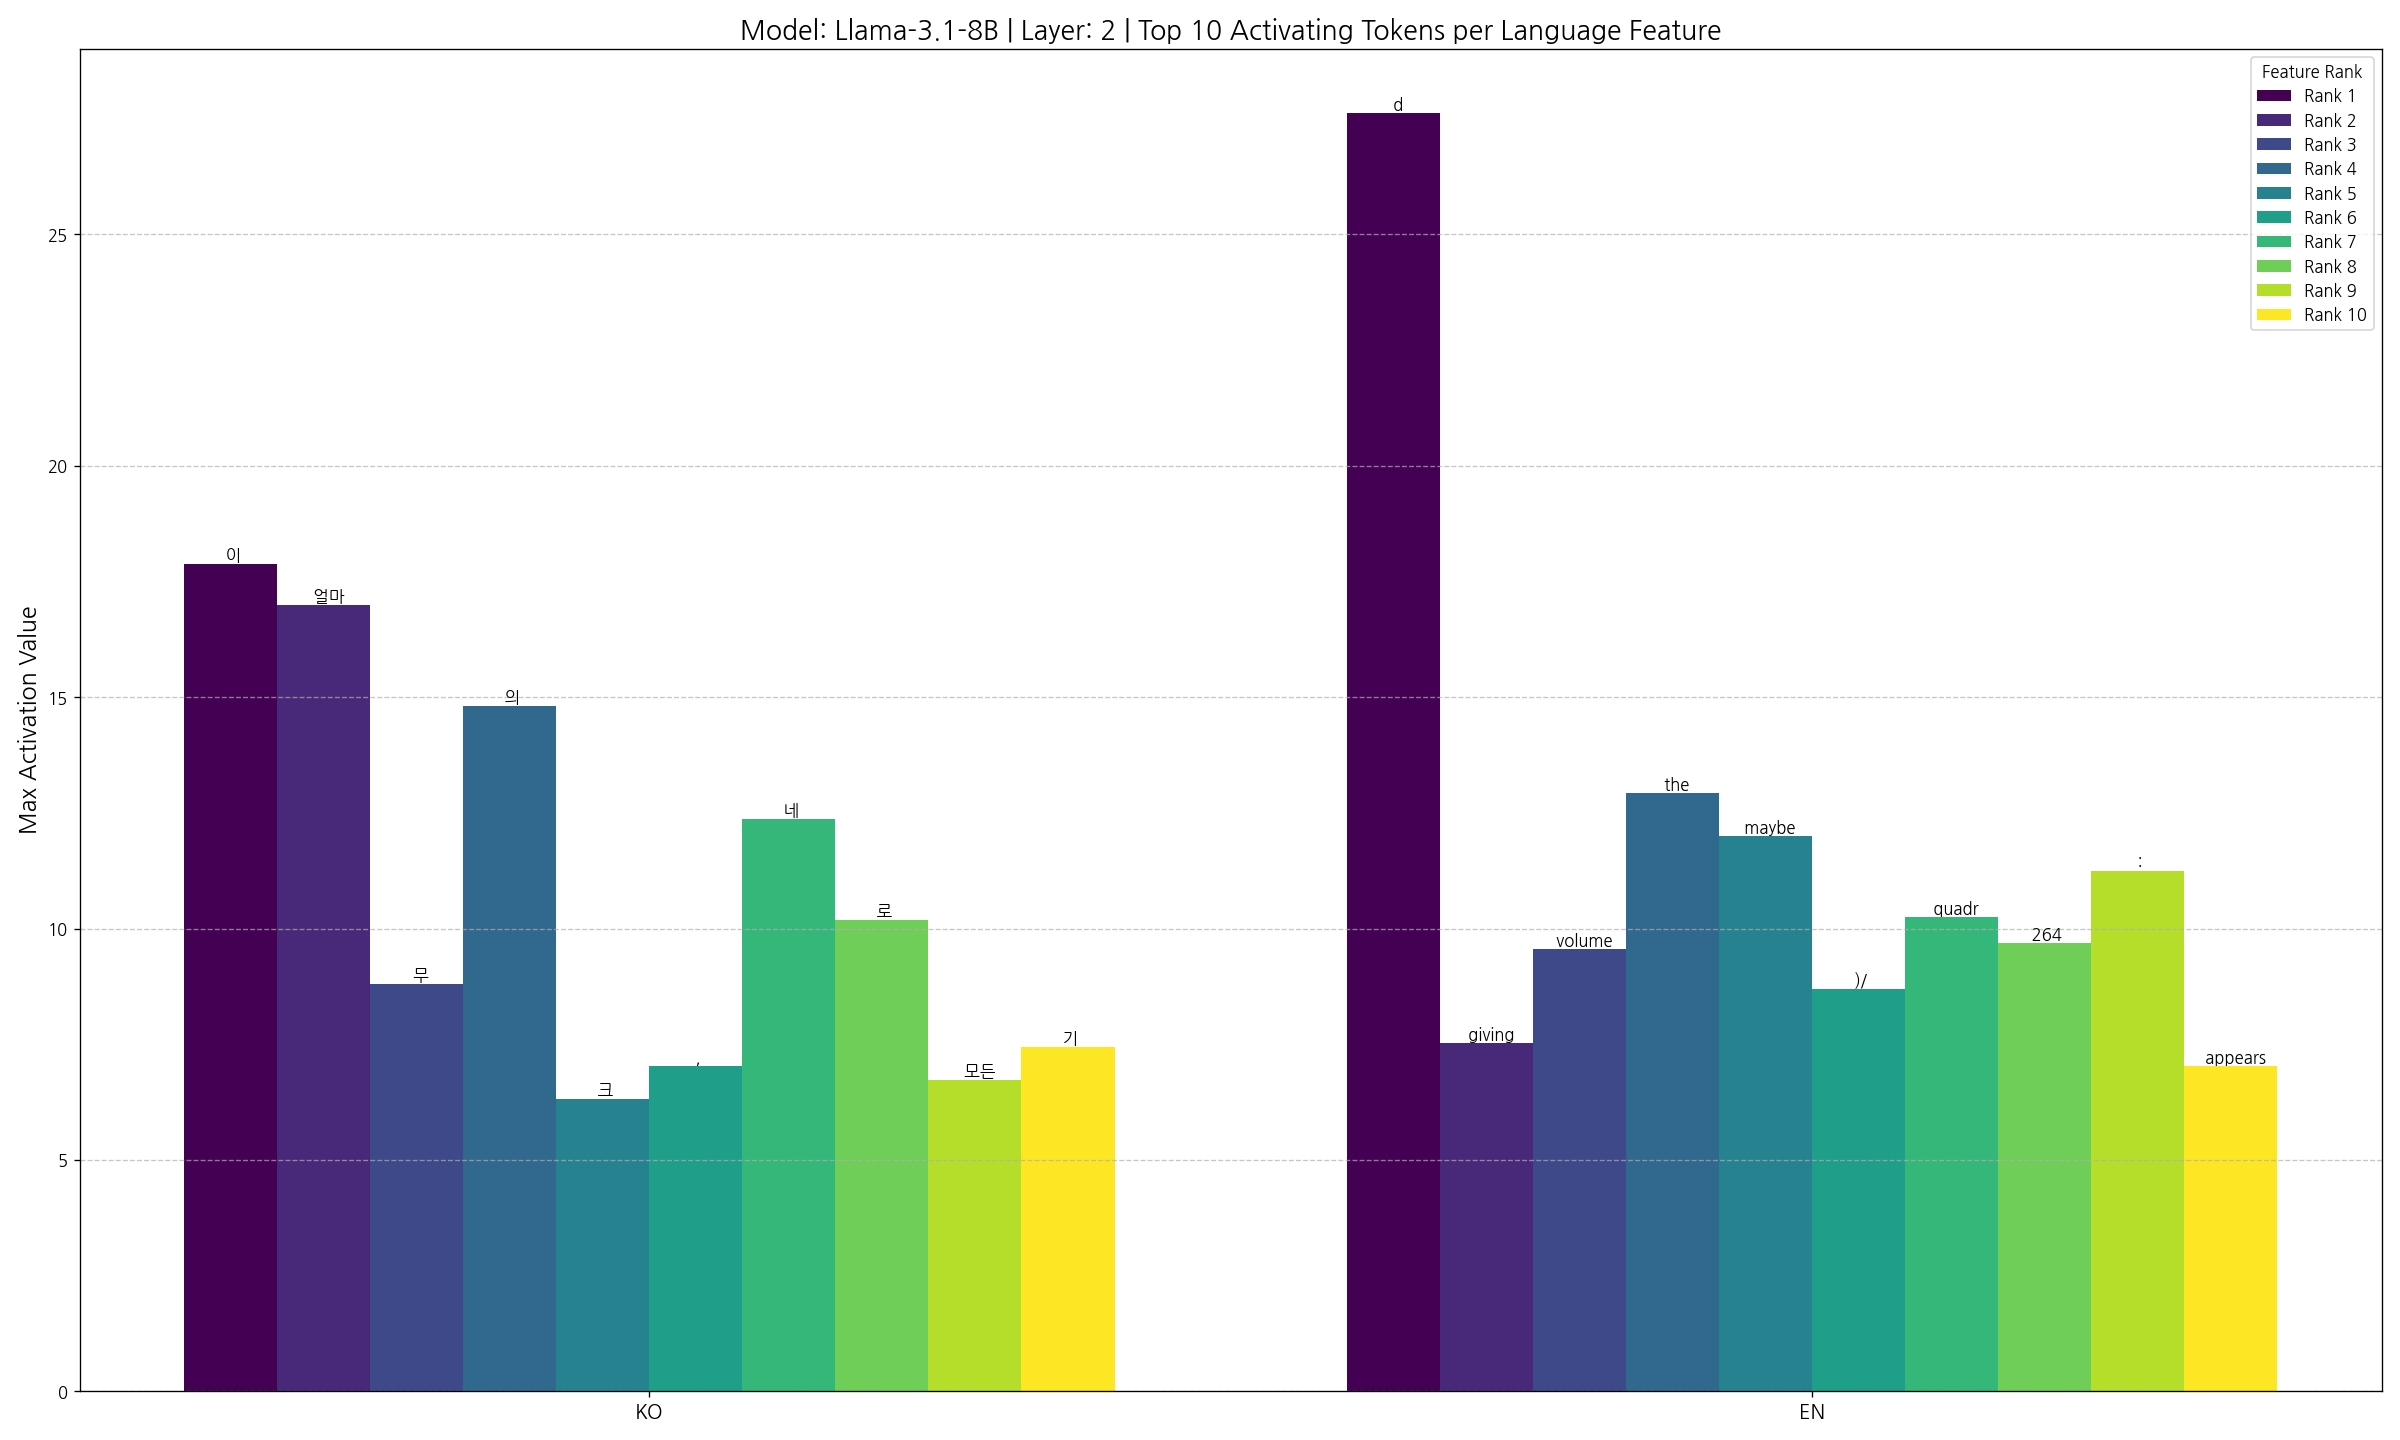 Model: Llama-3.1-8B | Layer: 2 | Top 10 Activating Tokens per Language Feature
Max Activation Value
25
20
15
10
5
0
이
얼마
무
의
크
,
네
로
모든
기
d
giving
volume
the
maybe
)/
quadr
264
:
appears
KO
EN
Feature Rank
Rank 1
Rank 2
Rank 3
Rank 4
Rank 5
Rank 6
Rank 7
Rank 8
Rank 9
Rank 10